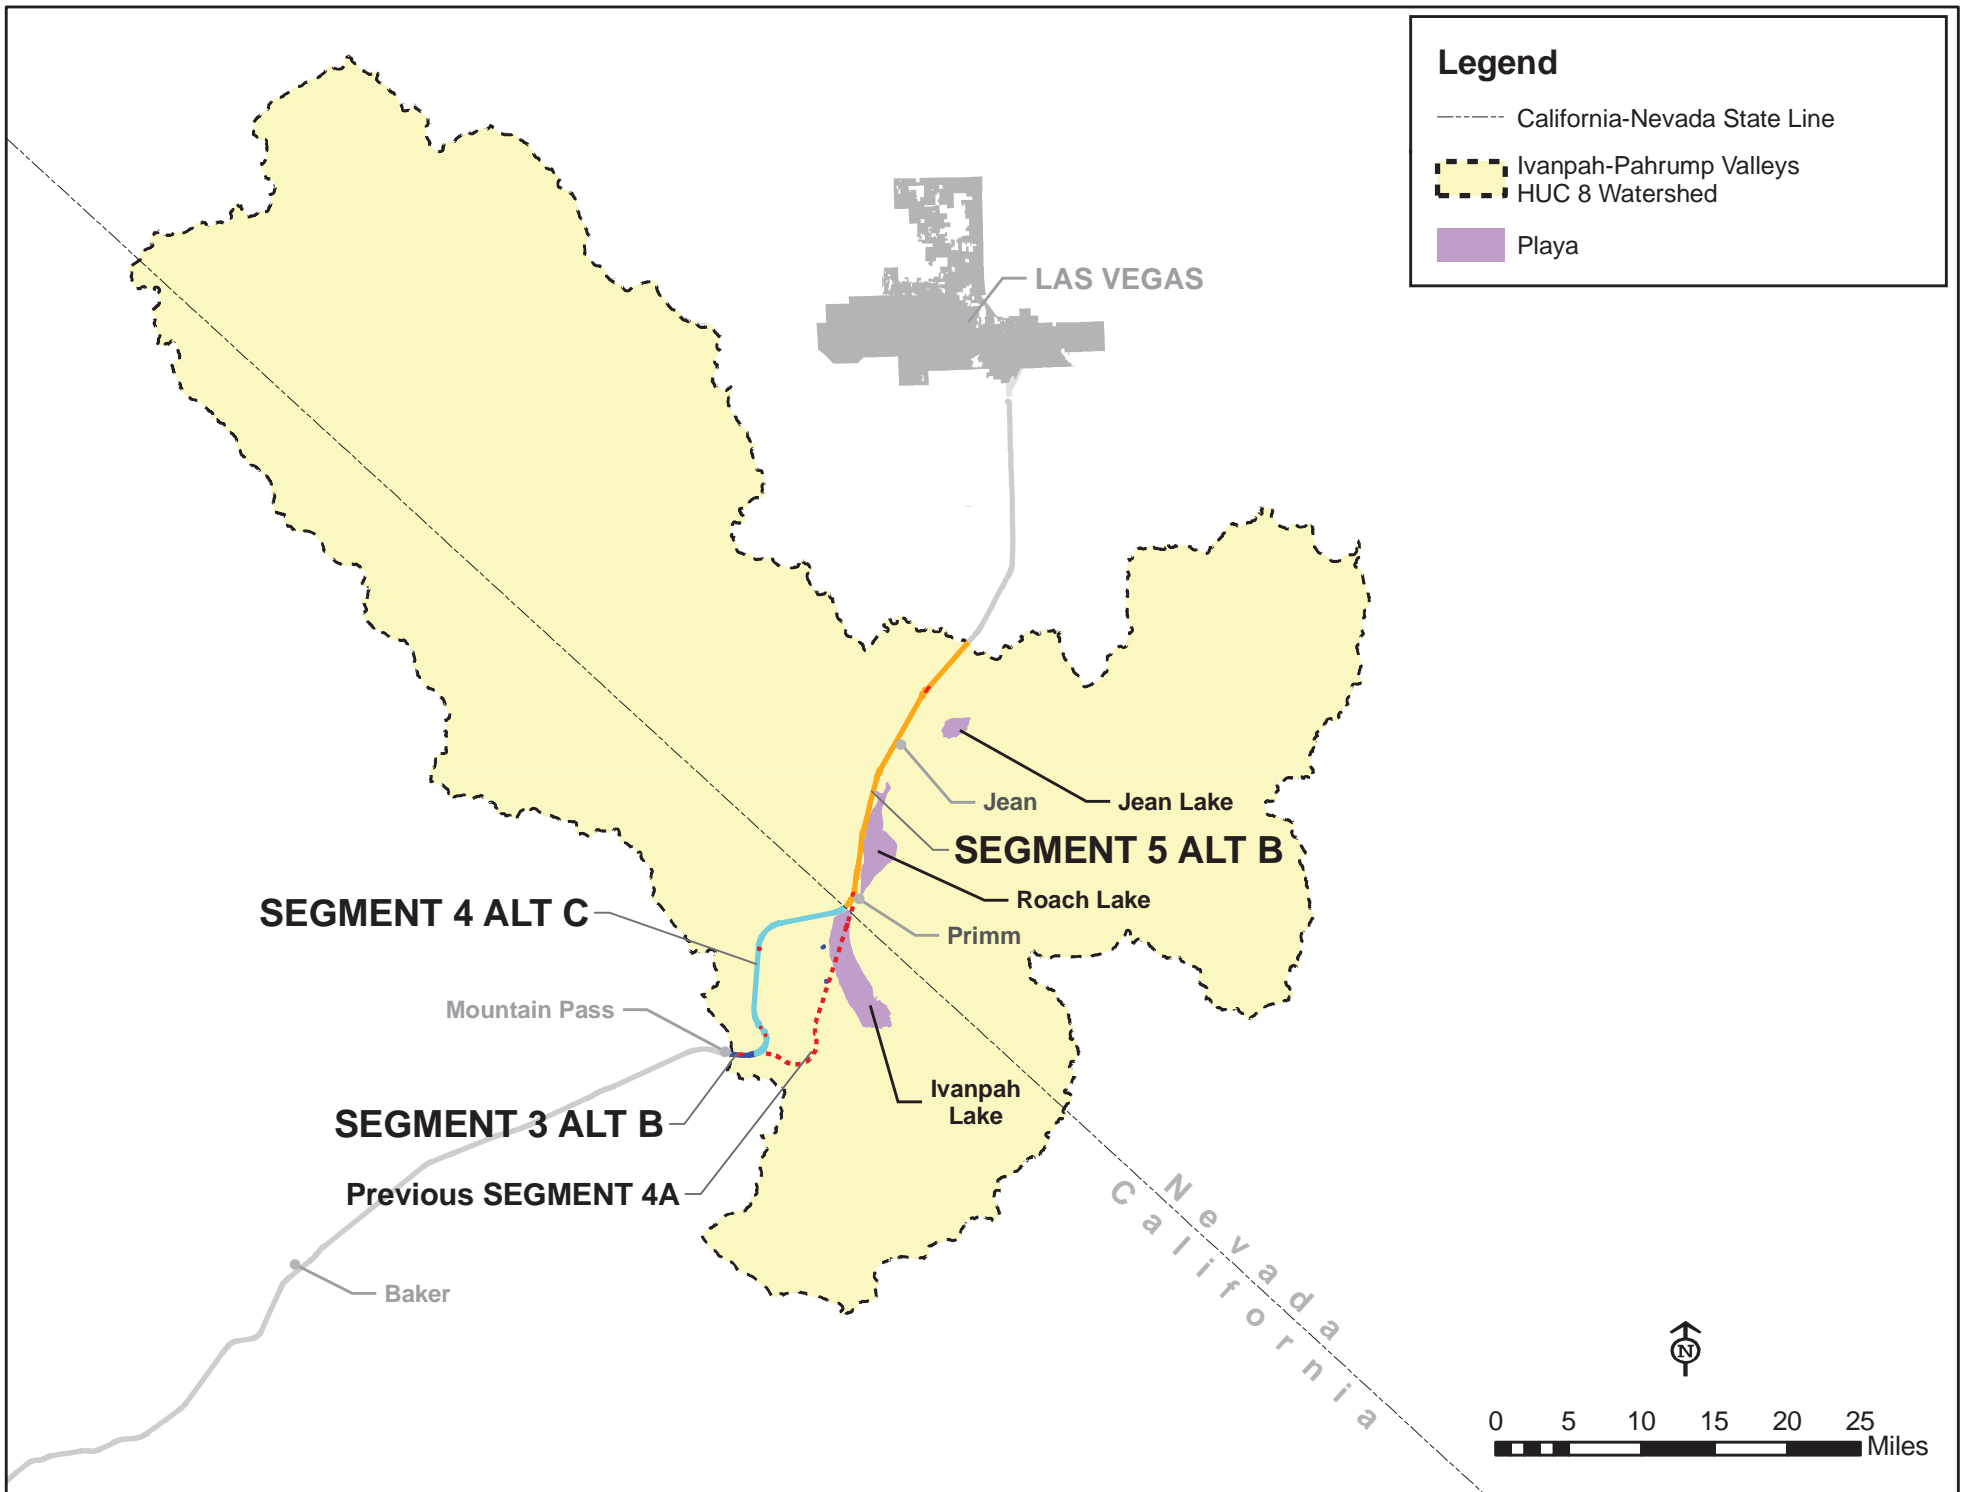 Legend
California-Nevada State Line
Ivanpah-Pahrump Valleys
HUC 8 Watershed
Playa
LAS VEGAS
Jean
Jean Lake
SEGMENT 5 ALT B
Roach Lake
SEGMENT 4 ALT C
Primm
Mountain Pass
Ivanpah
Lake
SEGMENT 3 ALT B
Previous SEGMENT 4A
Nevada
California
Baker
N
0 5 10 15 20 25
Miles